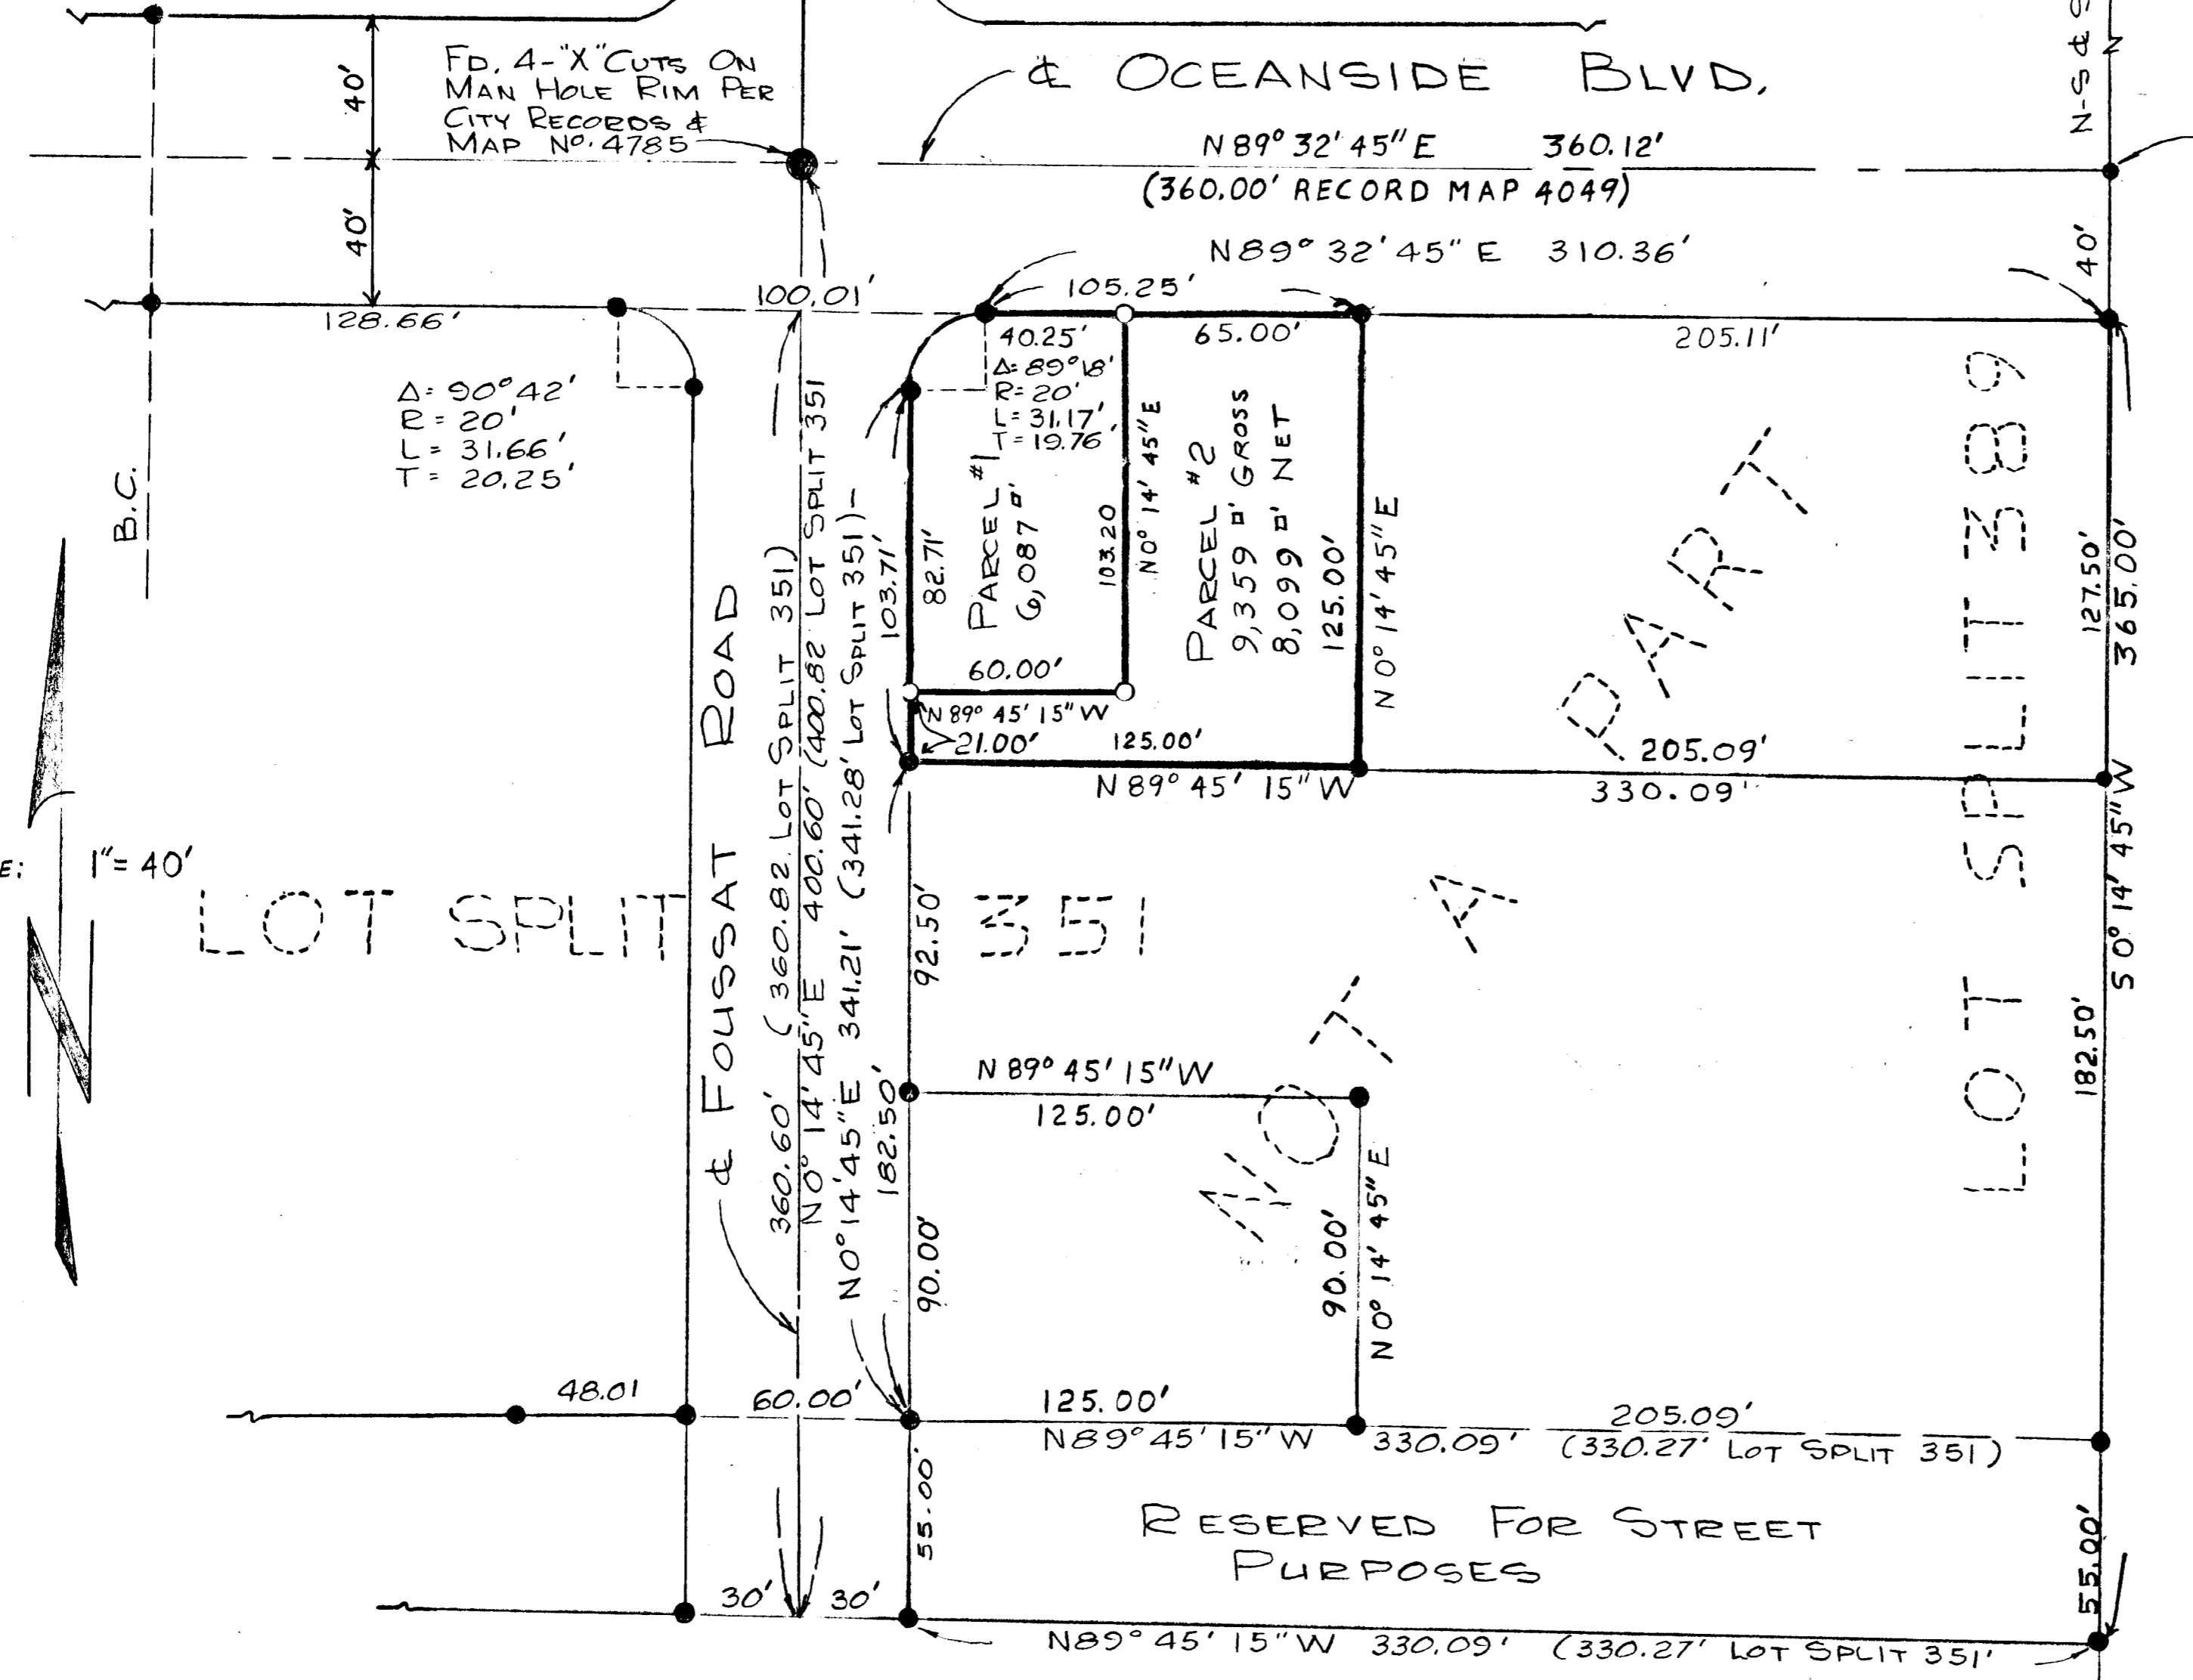 FD. 4-"X" CUTS ON
MAN HOLE RIM PER
CITY RECORDS &
MAP NO. 4785
40'
40'
℄ OCEANSIDE BLVD.
N 89° 32' 45" E 360.12'
(360.00' RECORD MAP 4049)
N 89° 32' 45" E 310.36'
N-S & S
40'
128.66'
100.01'
105.25'
40.25'
65.00'
205.11'
Δ= 90° 42'
R = 20'
L = 31.66'
T = 20.25'
Δ= 89° 18'
R= 20'
L = 31.17'
T = 19.76'
B.C.
PARCEL #1
6,087 □'
82.71'
103.71'
103.20
N0° 14' 45" E
PARCEL #2
9,359 □' GROSS
8,099 □' NET
125.00'
N 0° 14' 45" E
60.00'
N 89° 45' 15" W
21.00'
125.00'
N 89° 45' 15" W
205.09'
330.09'
127.50'
365.00'
S 0° 14' 45" W
182.50'
1" = 40'
E:
N
LOT SPLIT 351
NOT A PART
LOT SPLIT 389
℄ FOUSSAT ROAD
360.60' (360.82 LOT SPLIT 351)
N0° 14' 45" E 400.60' (400.82 LOT SPLIT 351
N0° 14' 45" E 341.21' (341.28' LOT SPLIT 351)
182.50'
92.50'
N 89° 45' 15" W
125.00'
90.00'
90.00'
N 0° 14' 45" E
48.01
60.00'
125.00'
205.09'
N 89° 45' 15" W 330.09' (330.27' LOT SPLIT 351)
55.00'
RESERVED FOR STREET
PURPOSES
55.00'
30'
30'
N 89° 45' 15" W 330.09' (330.27' LOT SPLIT 351'